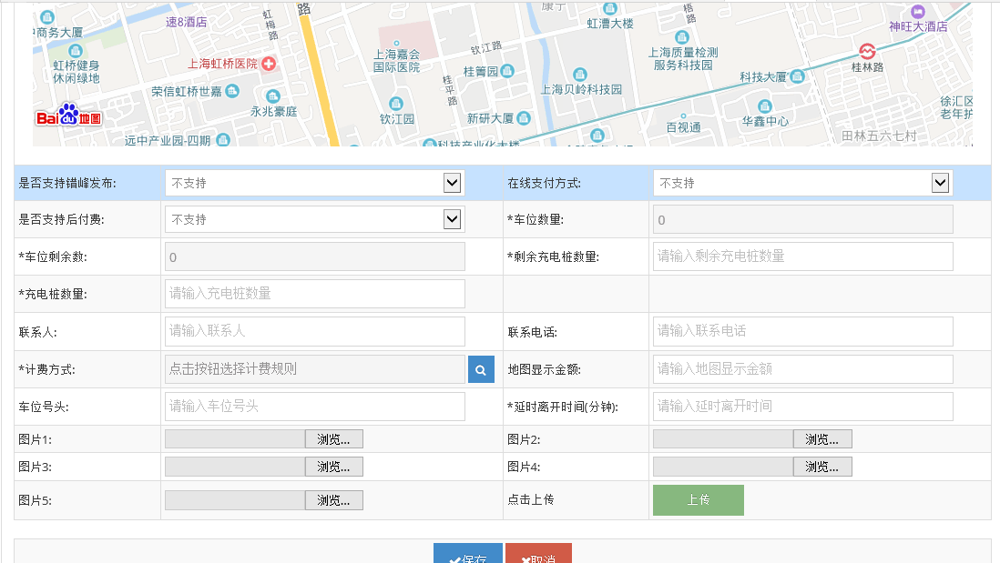 路
康宁
速8酒店
虹梅路
梧路
虹漕大楼
神旺大酒店
中商务大厦
虹桥健身
休闲绿地
上海虹桥医院
上海嘉会
国际医院
钦江路
上海质量检测
服务科技园
桂林路
桂箐园
桂平路
科技大厦
荣信虹桥世嘉
上海贝岭科技园
永兆豪庭
钦江园
新研大厦
百视通
华鑫中心
徐汇区
老年护
Bai du 地图
远中产业园-四期
科技产业化大楼
田林五六七村
是否支持错峰发布: 不支持 在线支付方式: 不支持
是否支持后付费: 不支持 *车位数量: 0
*车位剩余数: 0 *剩余充电桩数量: 请输入剩余充电桩数量
*充电桩数量: 请输入充电桩数量
联系人: 请输入联系人 联系电话: 请输入联系电话
*计费方式: 点击按钮选择计费规则 地图显示金额: 请输入地图显示金额
车位号头: 请输入车位号头 *延时离开时间(分钟): 请输入延时离开时间
图片1: 浏览... 图片2: 浏览...
图片3: 浏览... 图片4: 浏览...
图片5: 浏览... 点击上传 上传
保存 取消